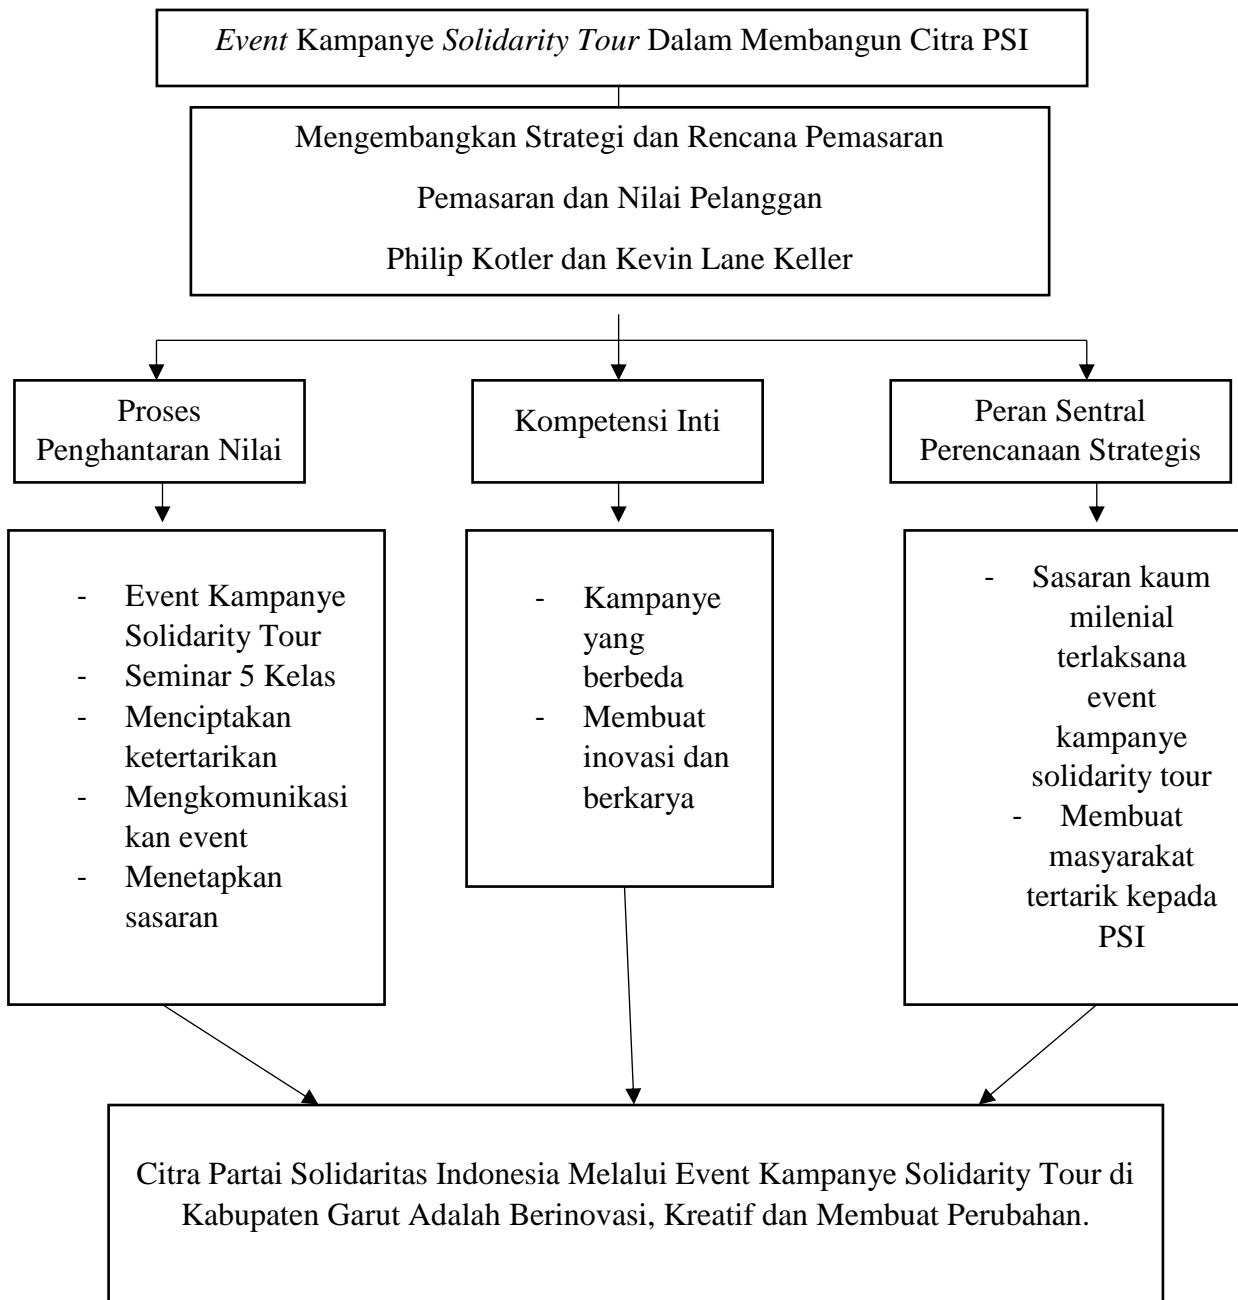 Event Kampanye Solidarity Tour Dalam Membangun Citra PSI
Mengembangkan Strategi dan Rencana Pemasaran
Pemasaran dan Nilai Pelanggan
Philip Kotler dan Kevin Lane Keller
Proses
Penghantaran Nilai
Kompetensi Inti
Peran Sentral
Perencanaan Strategis
- Event Kampanye
Solidarity Tour
- Seminar 5 Kelas
- Menciptakan
ketertarikan
- Mengkomunikasi
kan event
- Menetapkan
sasaran
- Kampanye
yang
berbeda
- Membuat
inovasi dan
berkarya
- Sasaran kaum
milenial
terlaksana
event
kampanye
solidarity tour
- Membuat
masyarakat
tertarik kepada
PSI
Citra Partai Solidaritas Indonesia Melalui Event Kampanye Solidarity Tour di
Kabupaten Garut Adalah Berinovasi, Kreatif dan Membuat Perubahan.